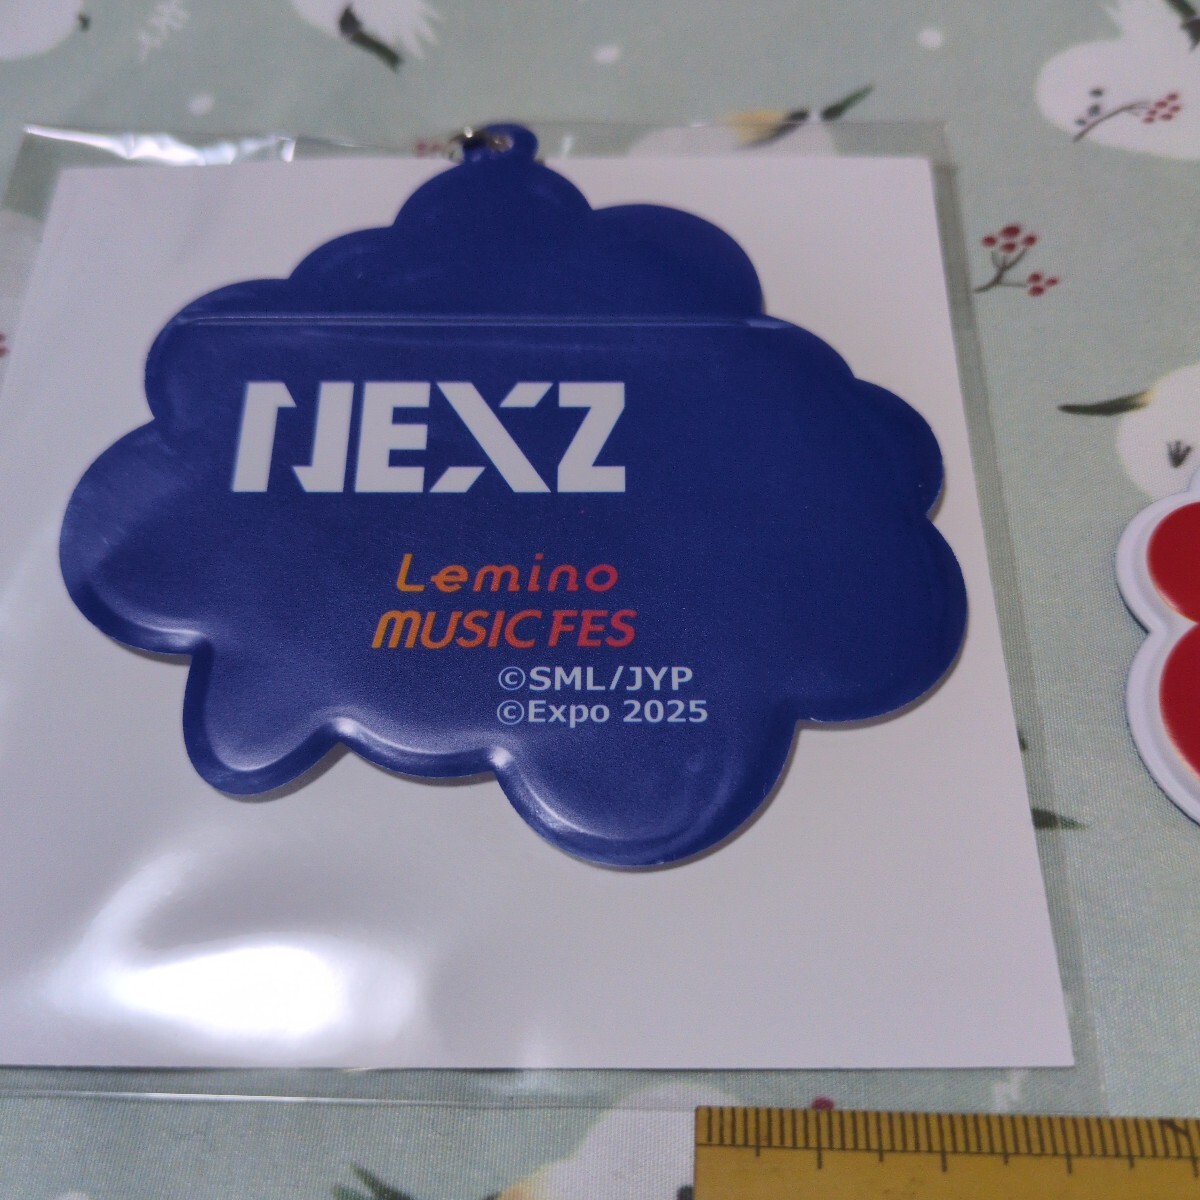 NEXZ
Lemino
MUSIC FES
©SML/JYP
©Expo 2025